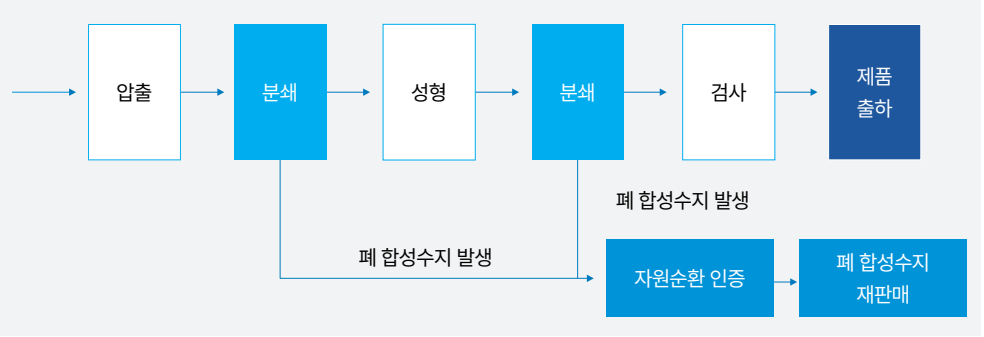 압출
분쇄
성형
분쇄
검사
제품
출하
폐 합성수지 발생
폐 합성수지 발생
자원순환 인증
폐 합성수지
재판매